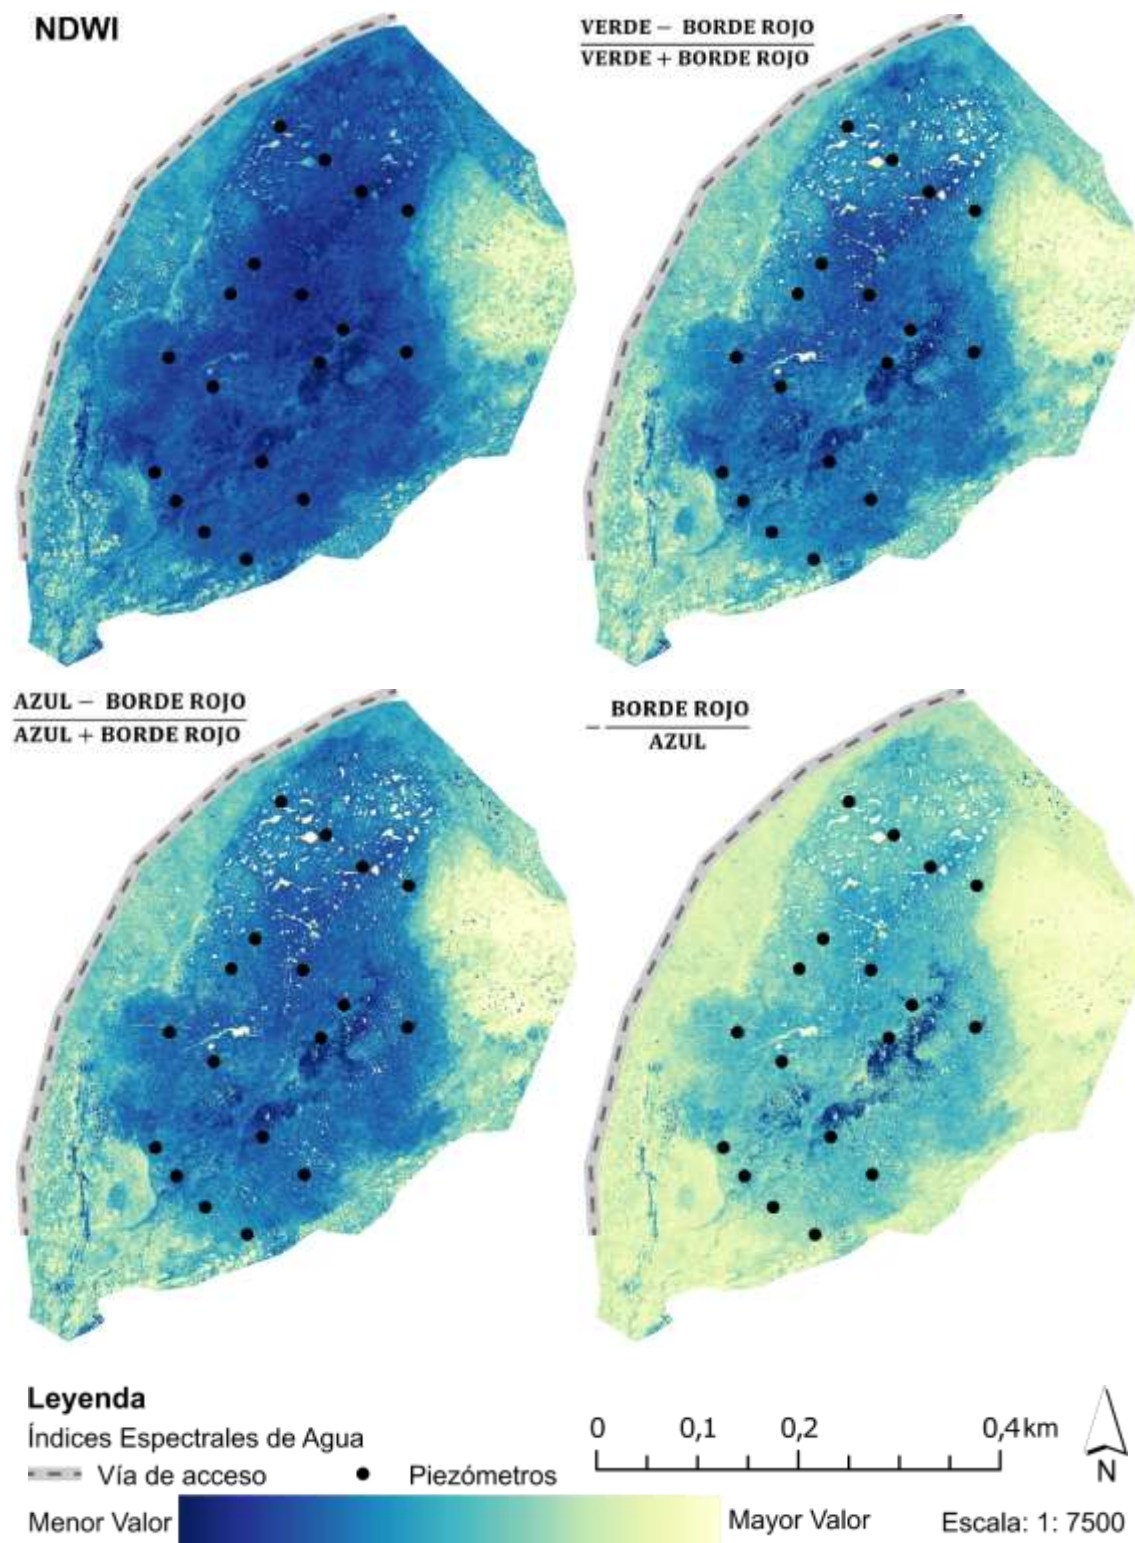 NDWI
VERDE − BORDE ROJO
VERDE + BORDE ROJO
AZUL − BORDE ROJO
AZUL + BORDE ROJO
− BORDE ROJO
AZUL
Leyenda
Índices Espectrales de Agua
Vía de acceso
Piezómetros
Menor Valor
Mayor Valor
0 0,1 0,2 0,4 km
N
Escala: 1: 7500